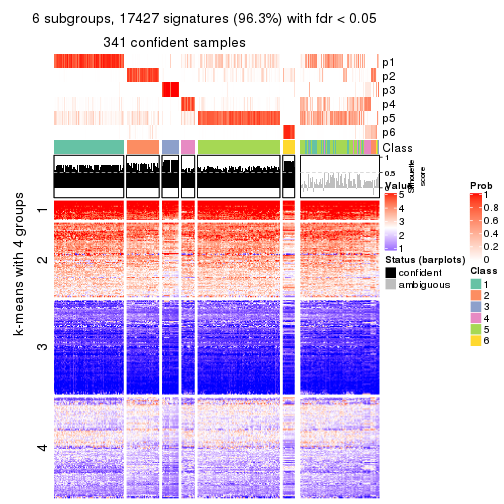 6 subgroups, 17427 signatures (96.3%) with fdr < 0.05
341 confident samples
p1
p2
p3
p4
p5
p6
Class
1
0.5
0
Silhouette
score
k-means with 4 groups
1
2
3
4
Value
5
4
3
2
1
Status (barplots)
confident
ambiguous
Prob
1
0.8
0.6
0.4
0.2
0
Class
1
2
3
4
5
6